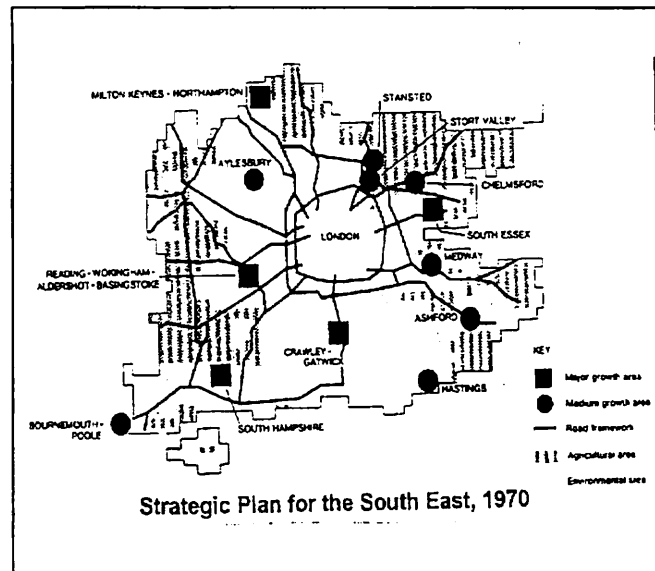 MILTON KEYNES - NORTHAMPTON
STANSTED
STORT VALLEY
AYLESBURY
CHELMSFORD
LONDON
SOUTH ESSEX
MEDWAY
READING - WOKINGHAM -
ALDERSHOT - BASINGSTOKE
ASHFORD
CRAWLEY -
GATWICK
KEY
Major growth area
HASTINGS
Medium growth area
BOURNEMOUTH -
POOLE
SOUTH HAMPSHIRE
Road framework
Agricultural area
Environmental area
Strategic Plan for the South East, 1970